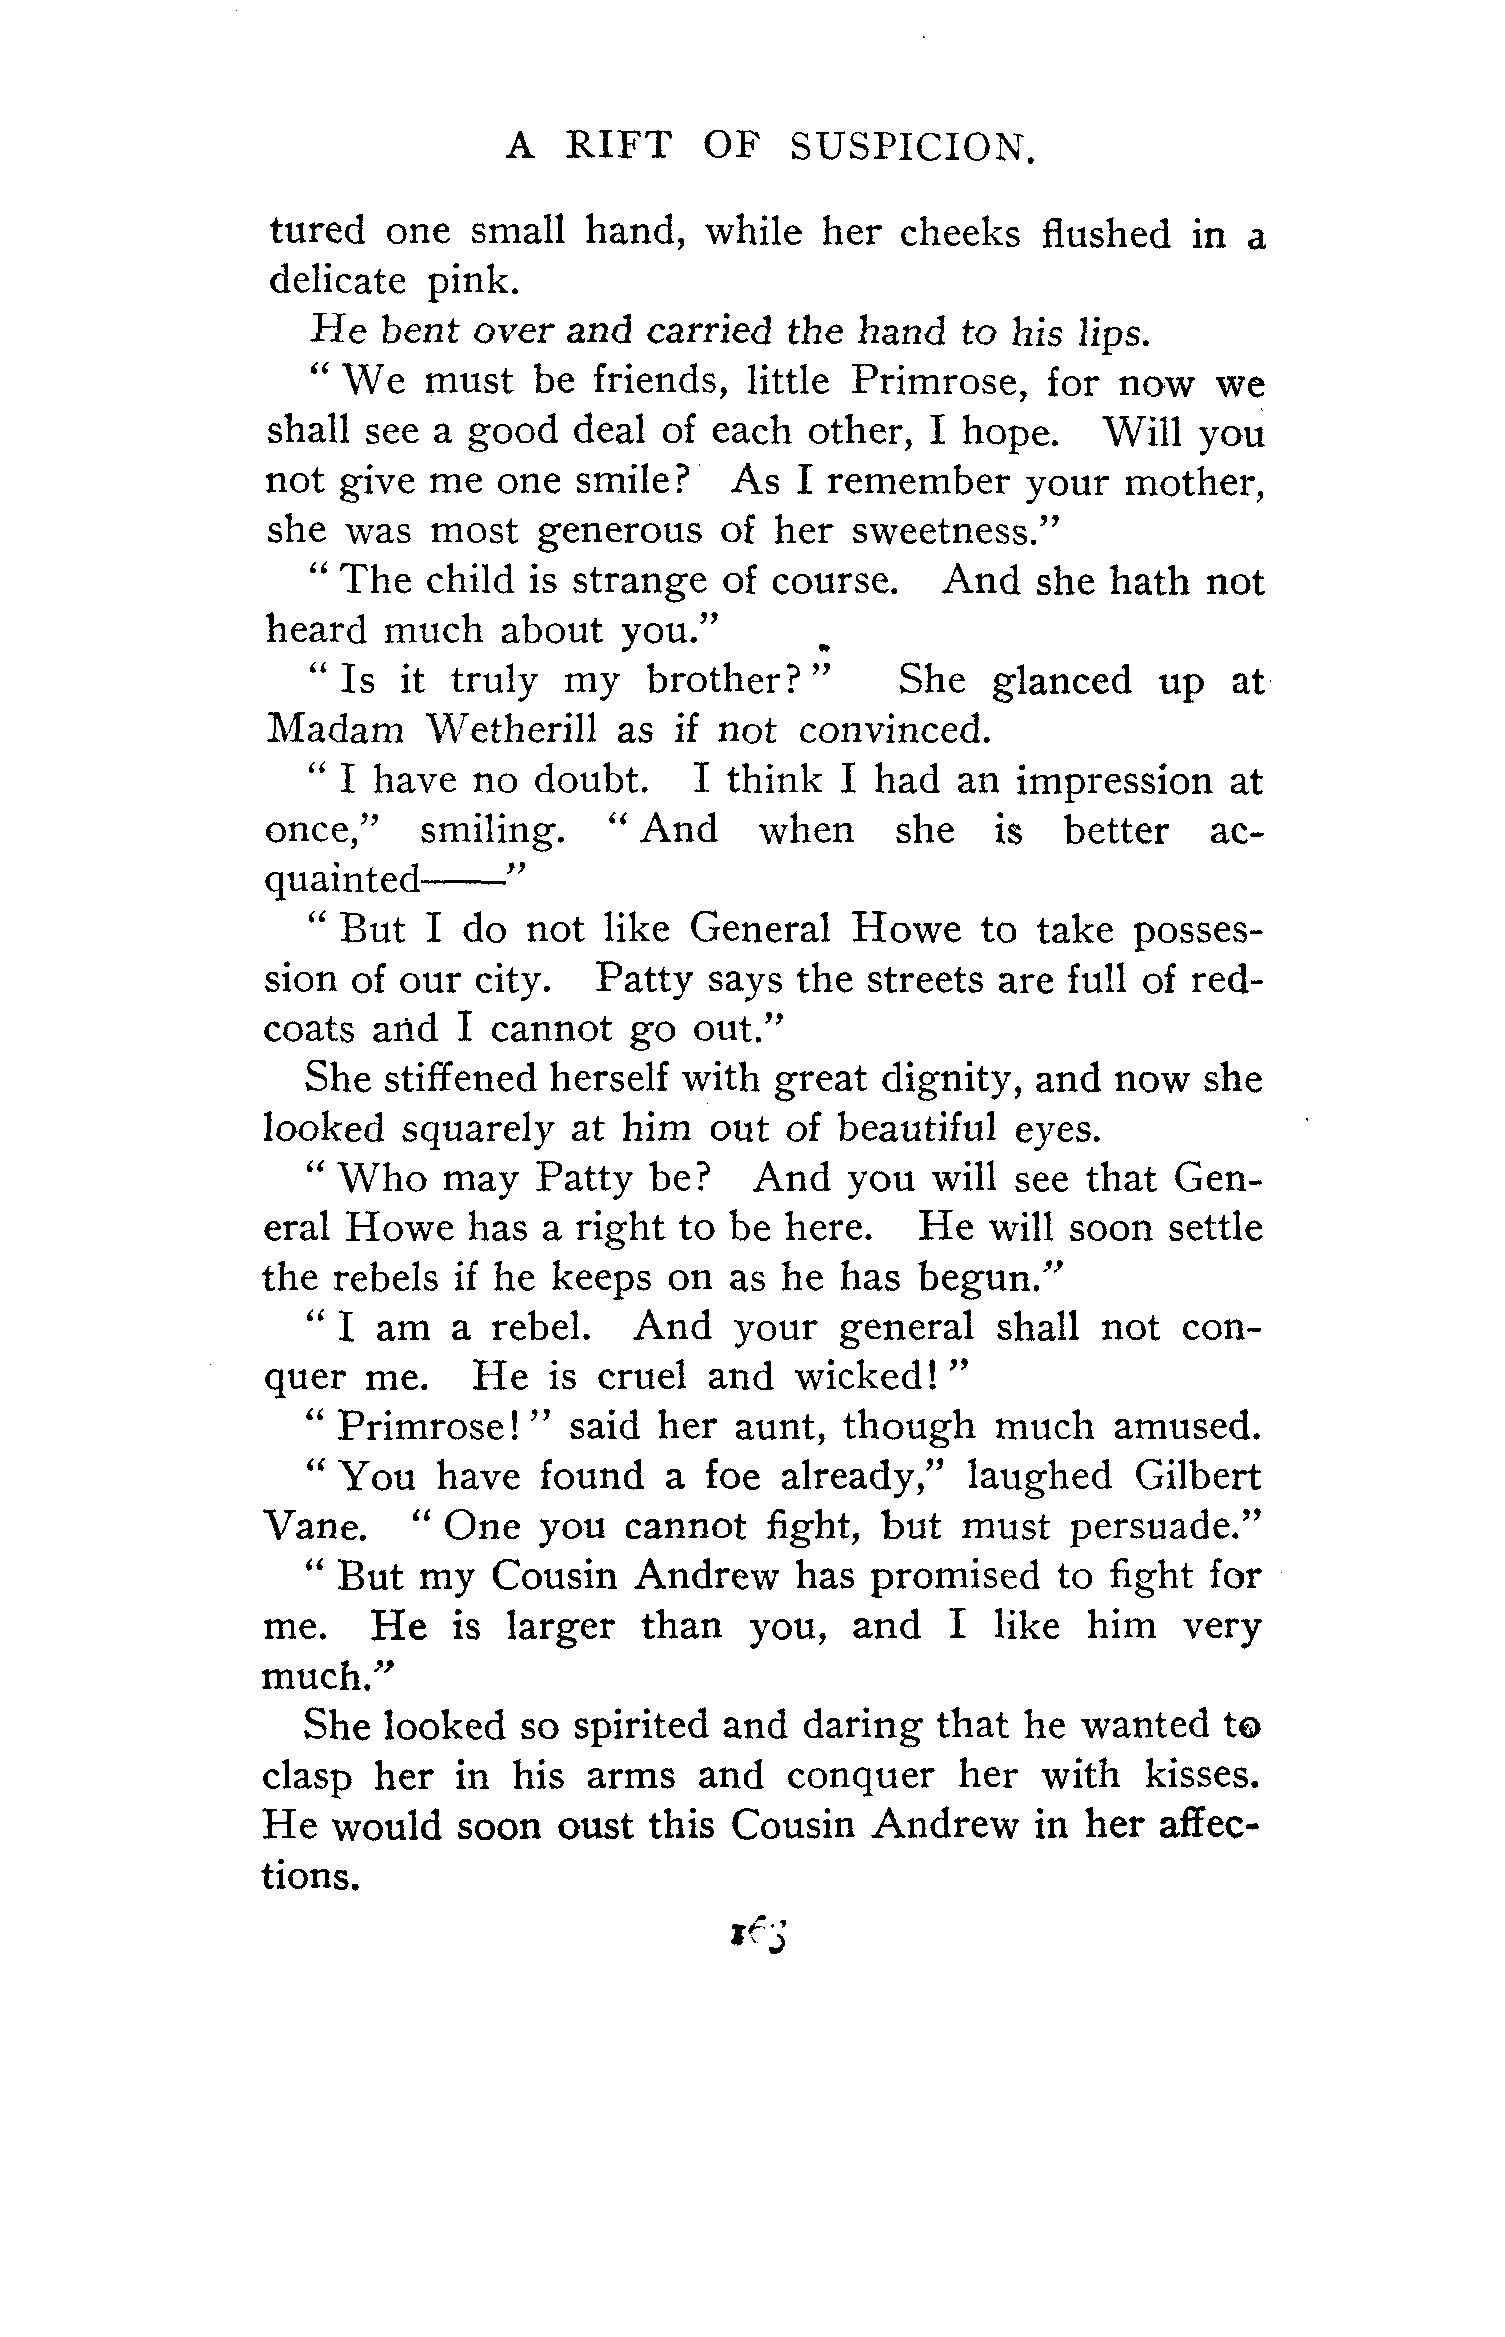 A RIFT OF SUSPICION.
tured one small hand, while her cheeks flushed in a
delicate pink.
He bent over and carried the hand to his lips.
" We must be friends, little Primrose, for now we
shall see a good deal of each other, I hope. Will you
not give me one smile? As I remember your mother,
she was most generous of her sweetness."
" The child is strange of course. And she hath not
heard much about you."
" Is it truly my brother? " She glanced up at
Madam Wetherill as if not convinced.
" I have no doubt. I think I had an impression at
once," smiling. " And when she is better ac-
quainted——"
" But I do not like General Howe to take posses-
sion of our city. Patty says the streets are full of red-
coats and I cannot go out."
She stiffened herself with great dignity, and now she
looked squarely at him out of beautiful eyes.
" Who may Patty be? And you will see that Gen-
eral Howe has a right to be here. He will soon settle
the rebels if he keeps on as he has begun."
" I am a rebel. And your general shall not con-
quer me. He is cruel and wicked! "
" Primrose! " said her aunt, though much amused.
" You have found a foe already," laughed Gilbert
Vane. " One you cannot fight, but must persuade."
" But my Cousin Andrew has promised to fight for
me. He is larger than you, and I like him very
much."
She looked so spirited and daring that he wanted to
clasp her in his arms and conquer her with kisses.
He would soon oust this Cousin Andrew in her affec-
tions.
163